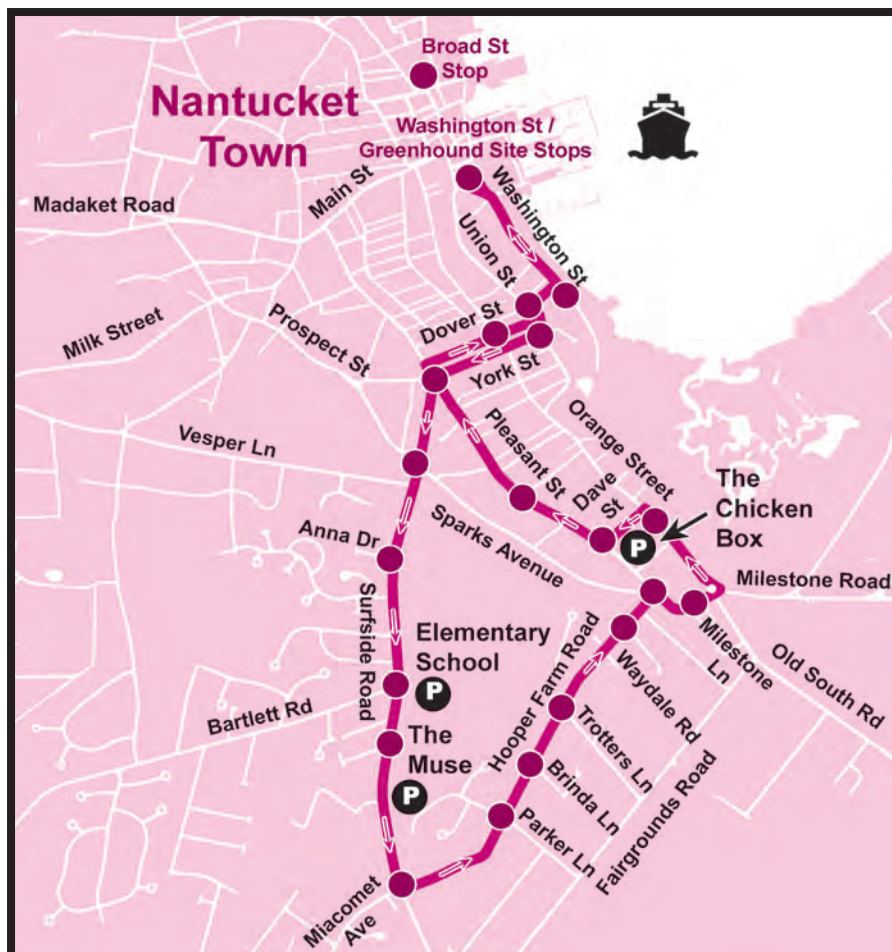 Broad St
Stop
Nantucket
Town
Washington St /
Greenhound Site Stops
Main St
Washington St
Madaket Road
Union St
Dover St
Milk Street
Prospect St
York St
Vesper Ln
Pleasant St
Orange Street
Dave
St
The
Chicken
Box
P
Anna Dr
Sparks Avenue
Milestone Road
Surfside Road
Elementary
School
P
Hooper Farm Road
Milestone
Ln
Waydale Rd
Old South Rd
Bartlett Rd
The
Muse
P
Trotters Ln
Brinda Ln
Parker Ln
Fairgrounds Road
Miacomet
Ave